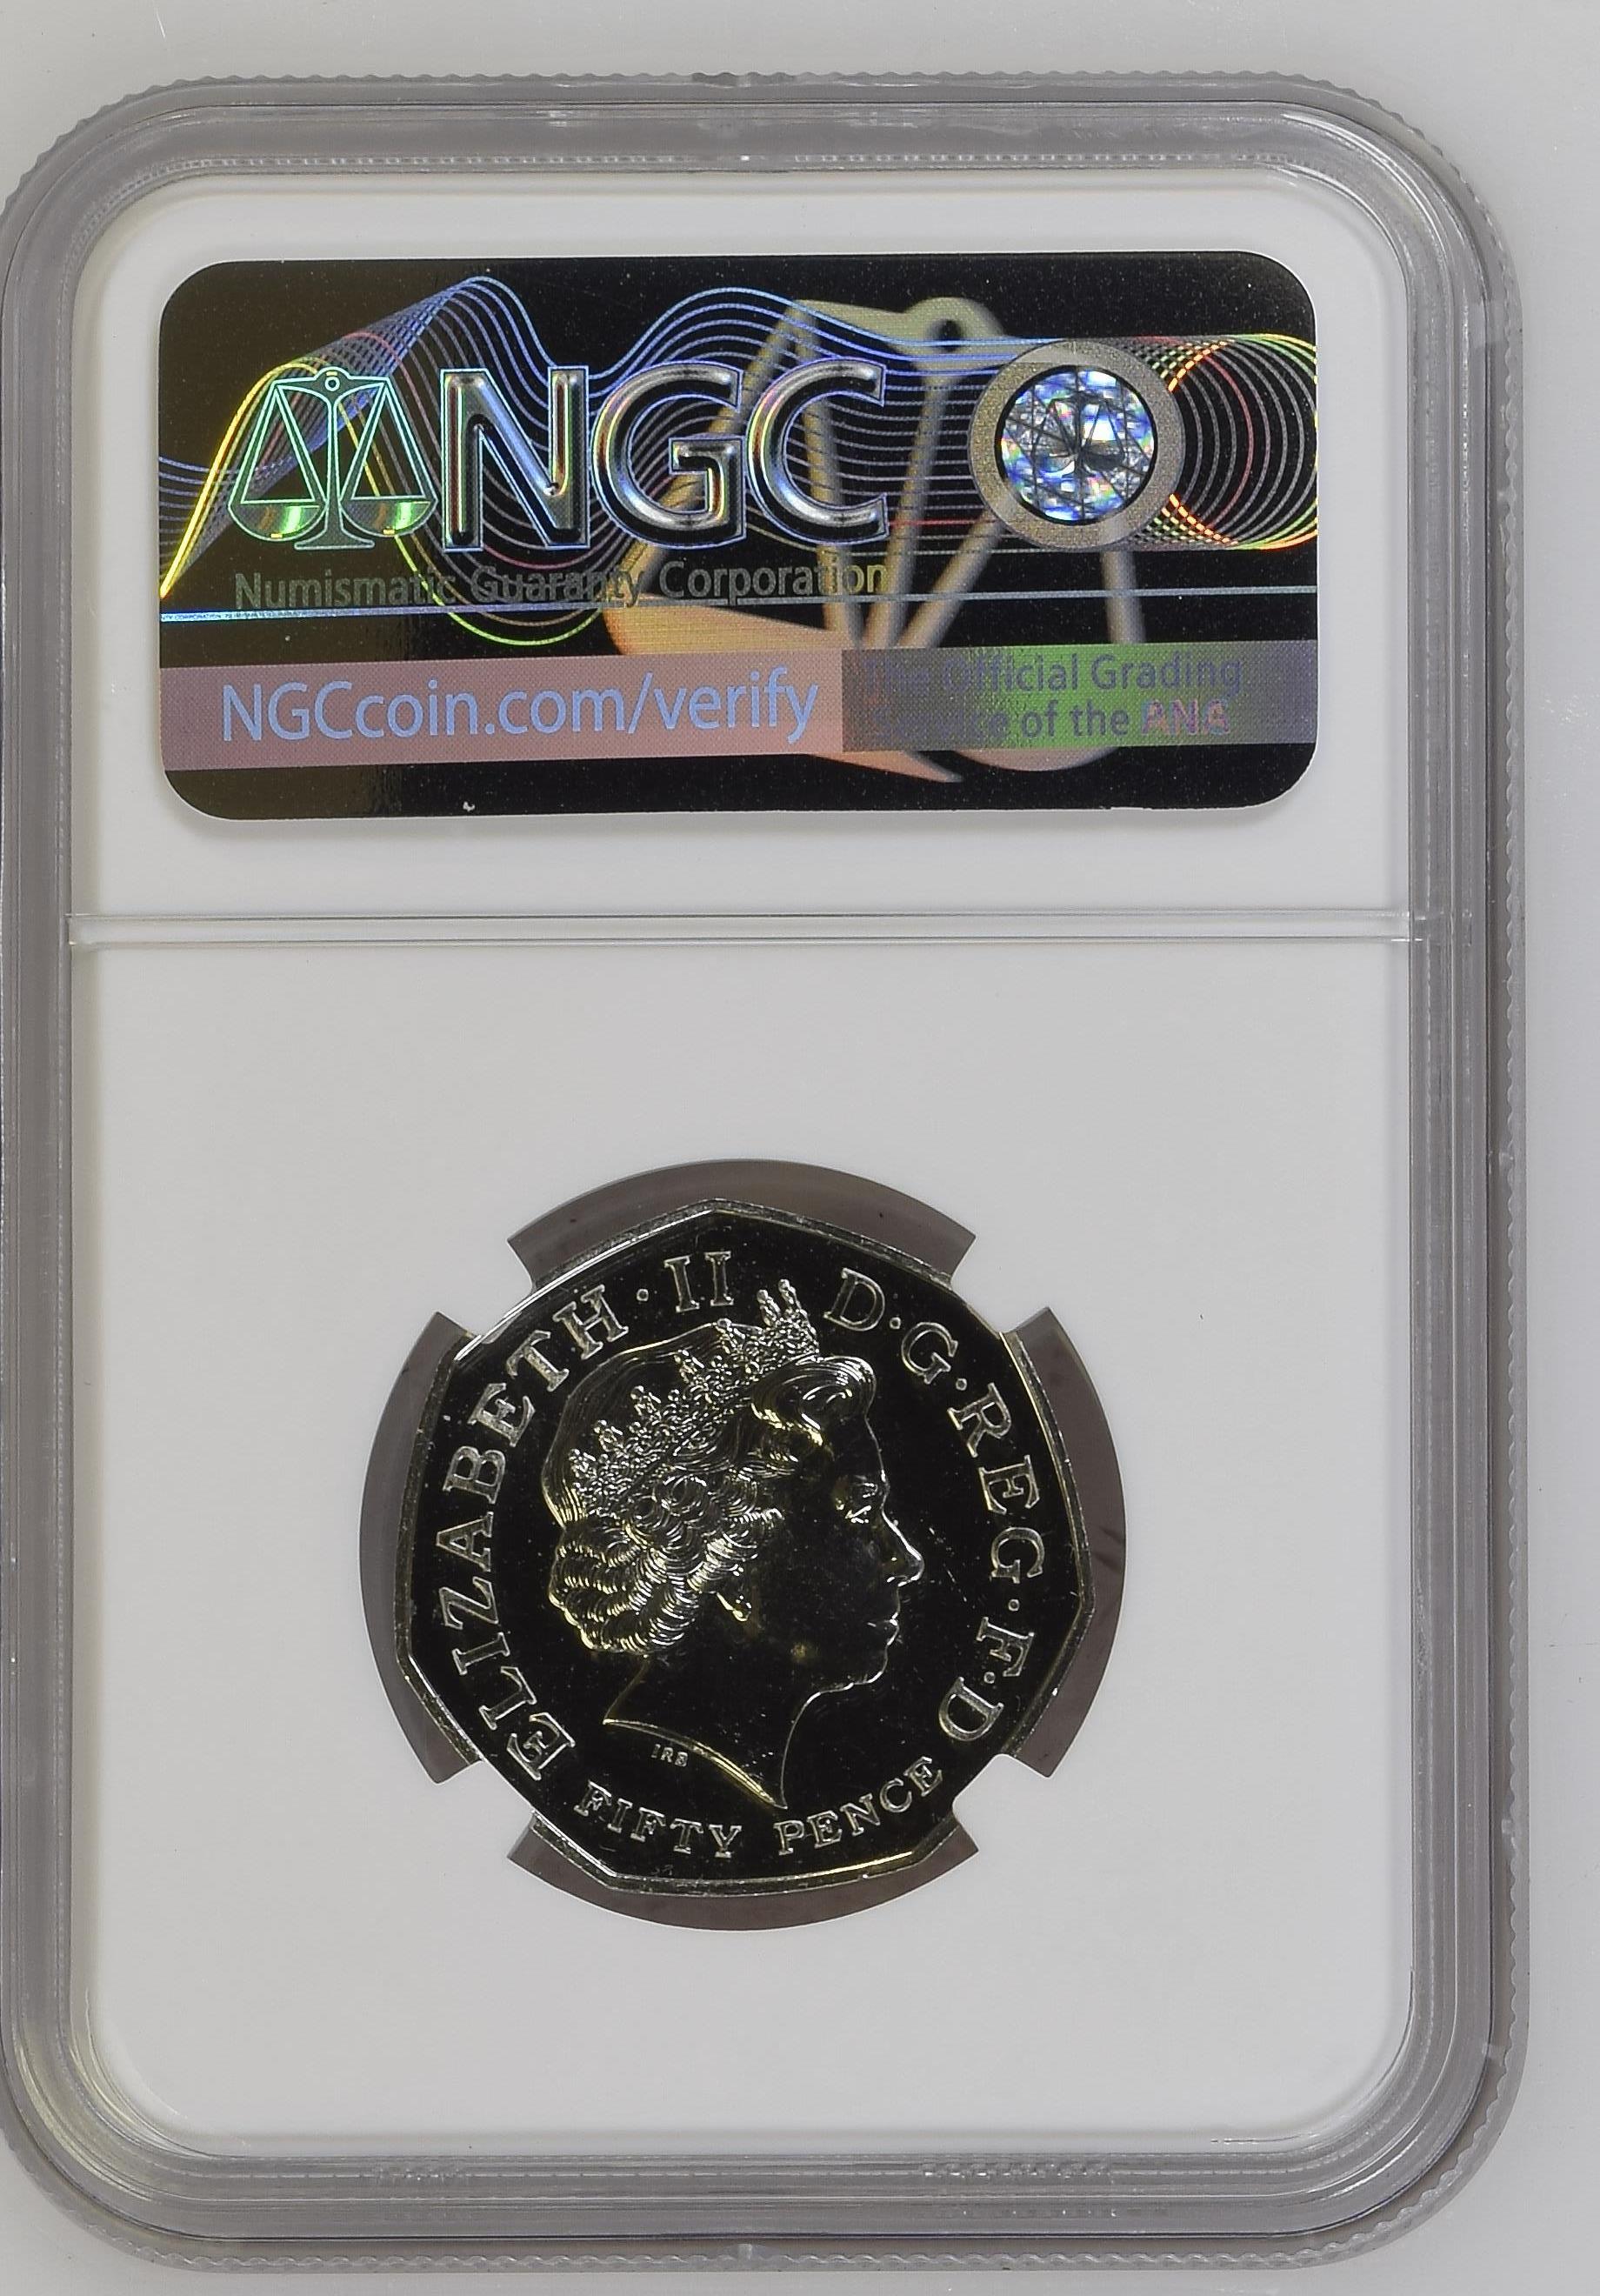 NGC
Numismatic Guaranty Corporation
NGCcoin.com/verify
The Official Grading
Service of the ANA
ELIZABETH·II D·G·REG·F·D
FIFTY PENCE
IRB